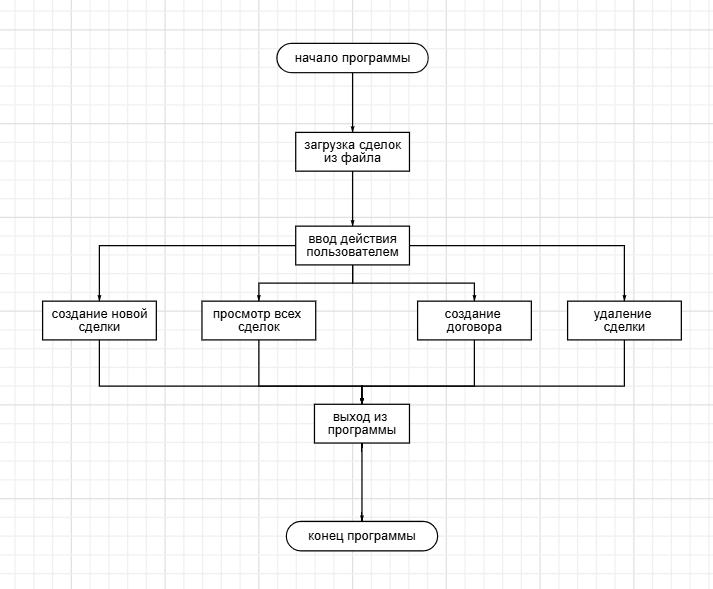 начало программы
загрузка сделок
из файла
ввод действия
пользователем
создание новой
сделки
просмотр всех
сделок
создание
договора
удаление
сделки
выход из
программы
конец программы